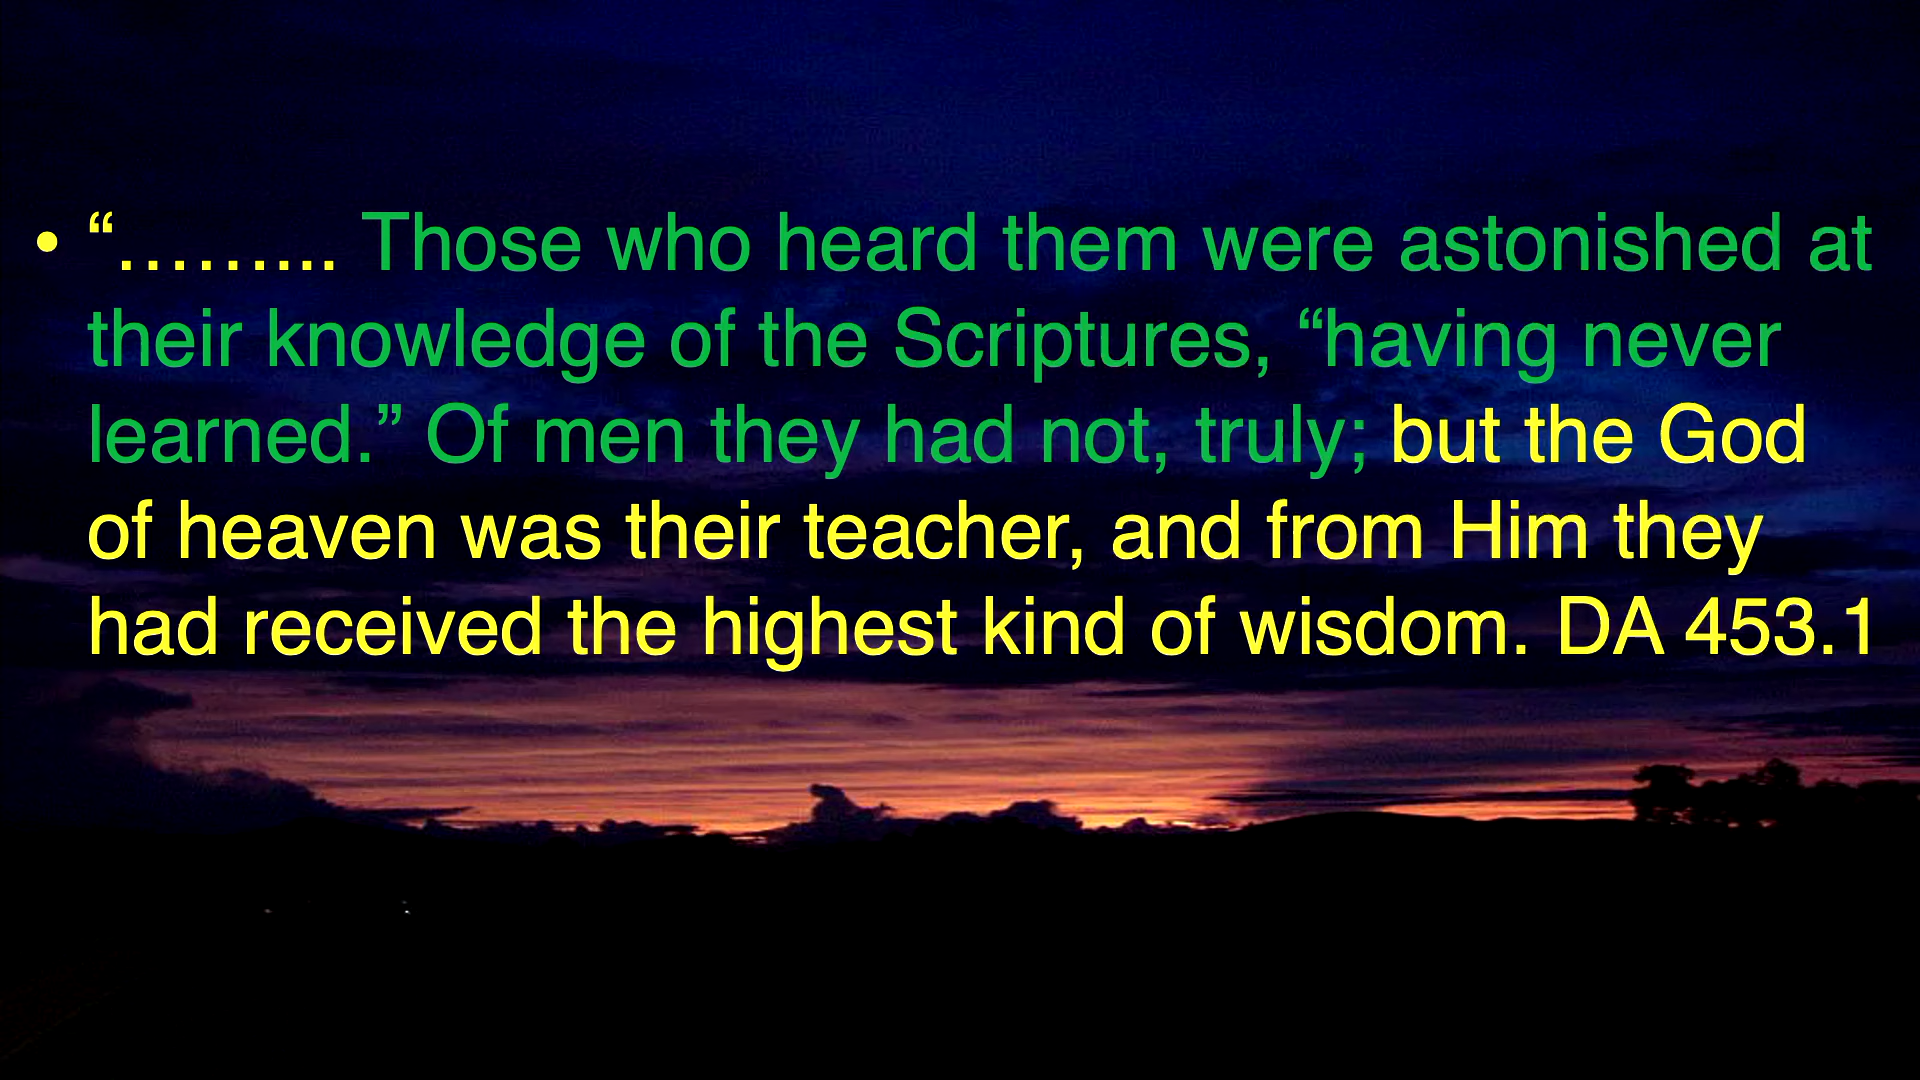 • “……... Those who heard them were astonished at
their knowledge of the Scriptures, “having never
learned.” Of men they had not, truly; but the God
of heaven was their teacher, and from Him they
had received the highest kind of wisdom. DA 453.1